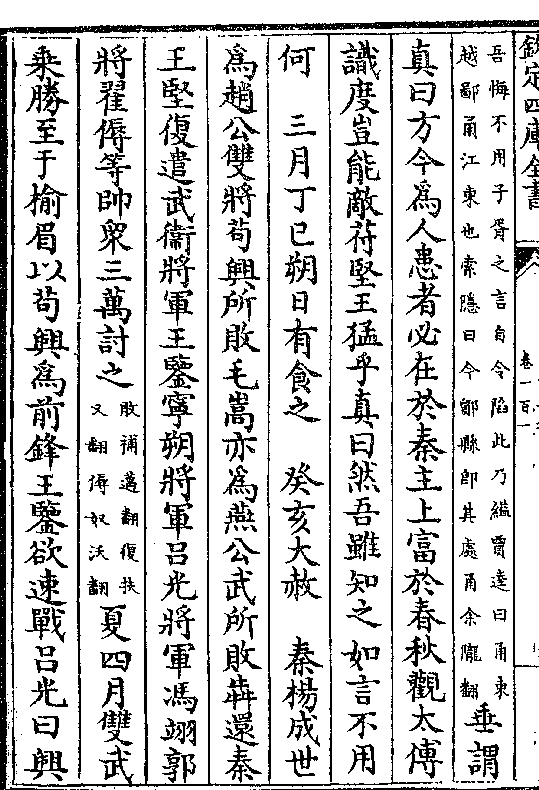 欽定四庫全書
卷一百一
吾悔不用子胥之言自令陷此乃縊賈逵曰甬東
越鄮甬江東也索隱曰今鄮縣即其處甬余隴翻
垂謂
真曰方今為人患者必在於秦主上富於春秋觀太傅
識度豈能敵苻堅王猛乎真曰然吾雖知之如言不用
何　三月丁巳朔日有食之　癸亥大赦　秦楊成世
為趙公雙將苟興所敗毛嵩亦為燕公武所敗犇還秦
王堅復遣武衞將軍王鑒寧朔將軍呂光將軍馮翊郭
將翟傉等帥衆三萬討之
敗補邁翻復扶
又翻傉奴沃翻
夏四月雙武
乗勝至于榆眉以苟興為前鋒王鑒欲速戰呂光曰興